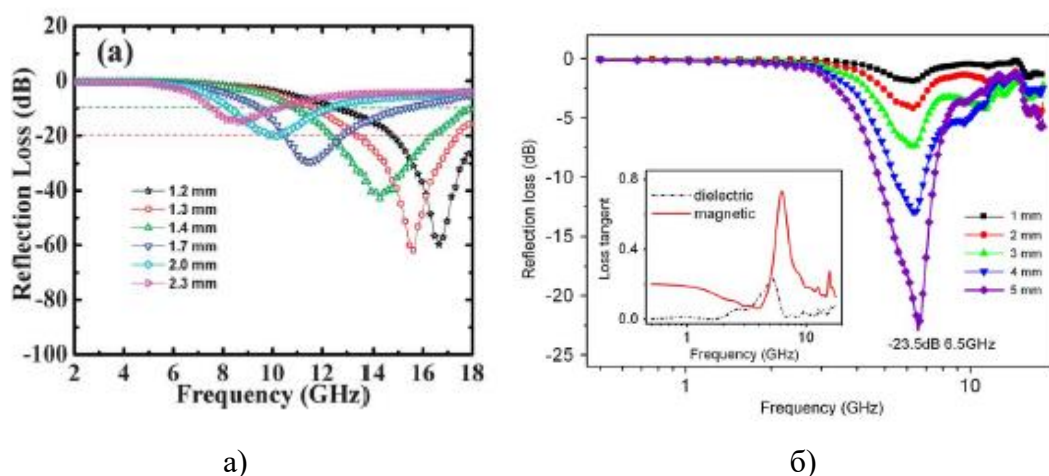 (a)
Reflection Loss (dB)
20
0
-20
-40
-60
-80
-100
1.2 mm
1.3 mm
1.4 mm
1.7 mm
2.0 mm
2.3 mm
2 4 6 8 10 12 14 16 18
Frequency (GHz)
Reflection loss (dB)
0
-5
-10
-15
-20
-25
Loss tangent
0.8
0.4
0.0
dielectric
magnetic
1 10
Frequency (GHz)
1 mm
2 mm
3 mm
4 mm
5 mm
-23.5dB 6.5GHz
1 10
Frequency (GHz)
а) б)